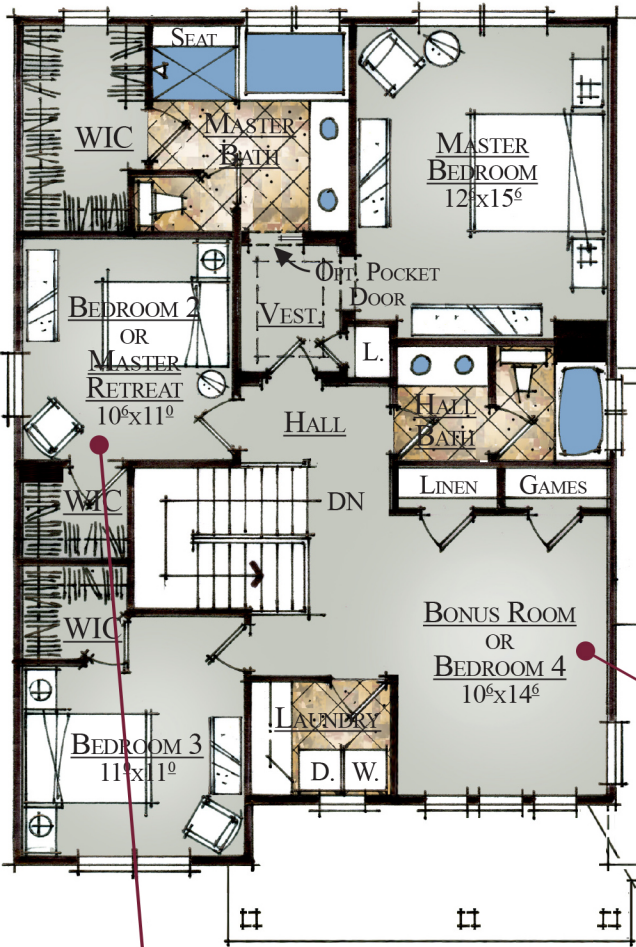 SEAT
WIC
MASTER
BATH
MASTER
BEDROOM
12⁶x15⁶
OPT. POCKET
DOOR
VEST.
BEDROOM 2
OR
MASTER
RETREAT
10⁶x11⁰
L.
HALL
HALL
BATH
WIC
DN
LINEN
GAMES
WIC
BONUS ROOM
OR
BEDROOM 4
10⁶x14⁶
LAUNDRY
BEDROOM 3
11⁰x11⁰
D.
W.